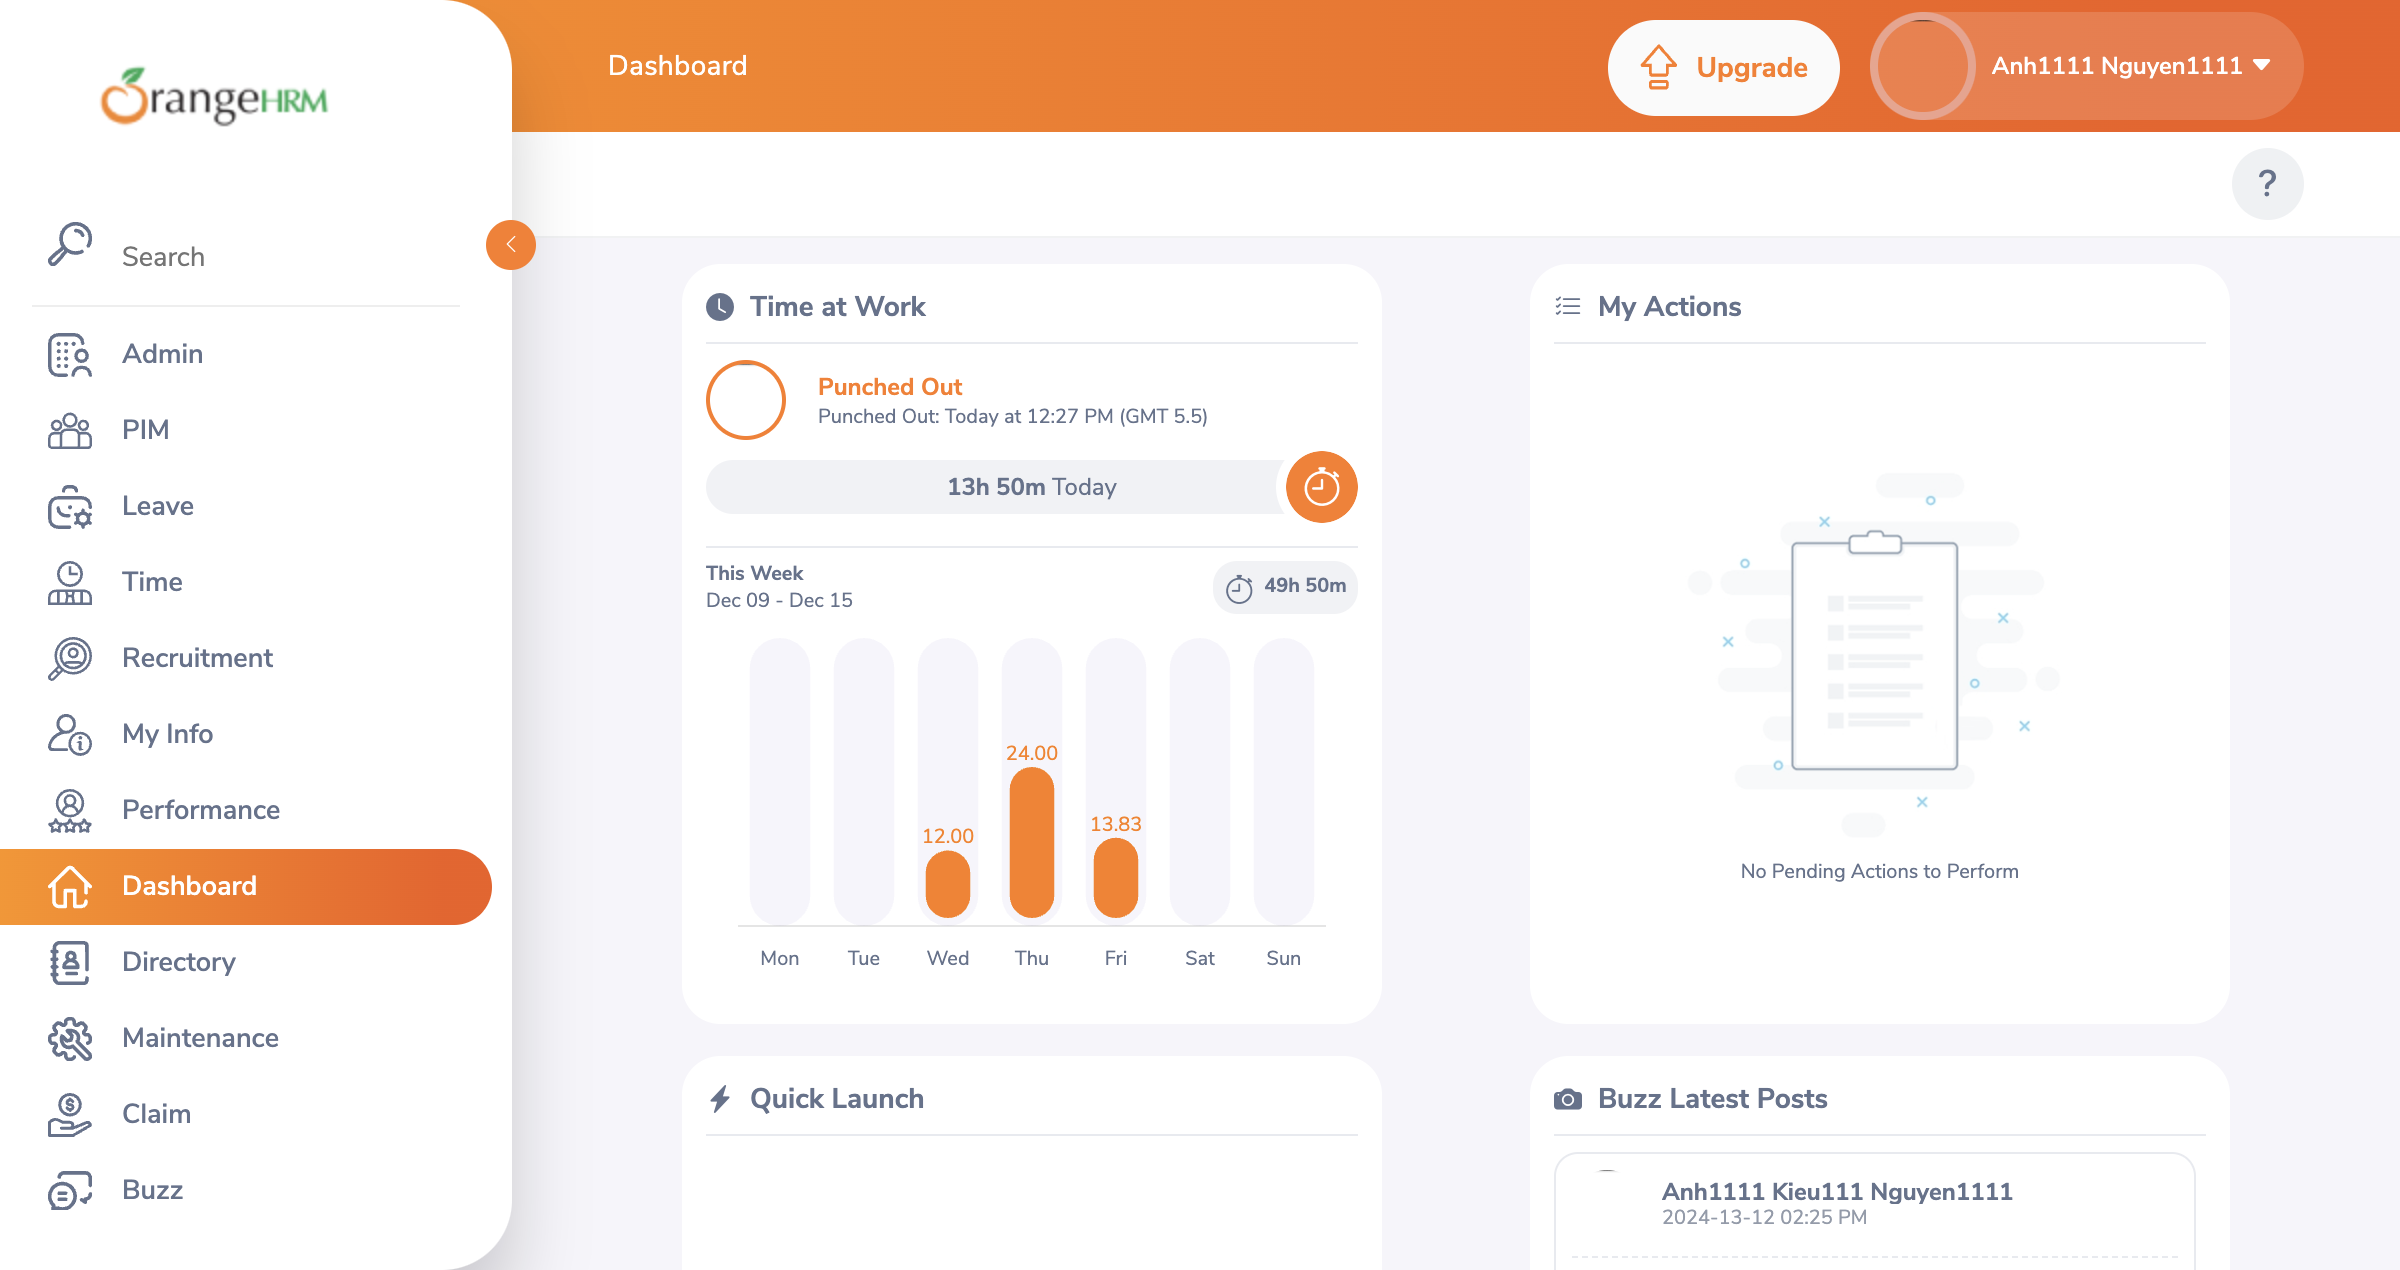 OrangeHRM
Search
Admin
PIM
Leave
Time
Recruitment
My Info
Performance
Dashboard
Directory
Maintenance
Claim
Buzz
Dashboard
Upgrade
Anh1111 Nguyen1111
?
Time at Work
Punched Out
Punched Out: Today at 12:27 PM (GMT 5.5)
13h 50m Today
This Week
Dec 09 - Dec 15
49h 50m
24.00
13.83
12.00
Mon Tue Wed Thu Fri Sat Sun
My Actions
No Pending Actions to Perform
Quick Launch
Buzz Latest Posts
Anh1111 Kieu111 Nguyen1111
2024-13-12 02:25 PM